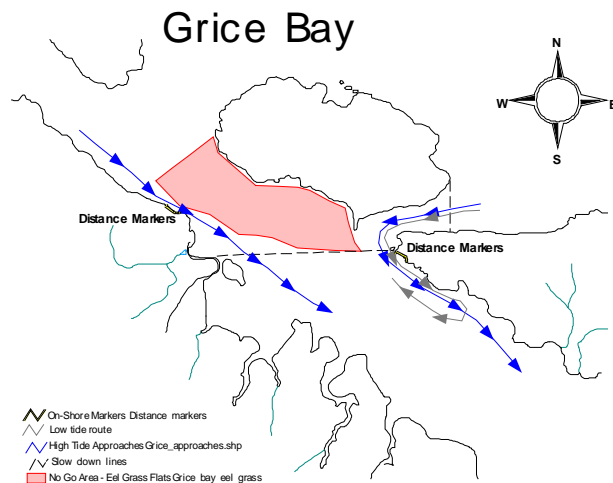 Grice Bay
N
W
E
S
Distance Markers
Distance Markers
On-Shore Markers Distance markers
Low tide route
High Tide Approaches Grice_approaches.shp
Slow down lines
No Go Area - Eel Grass Flats Grice bay eel grass